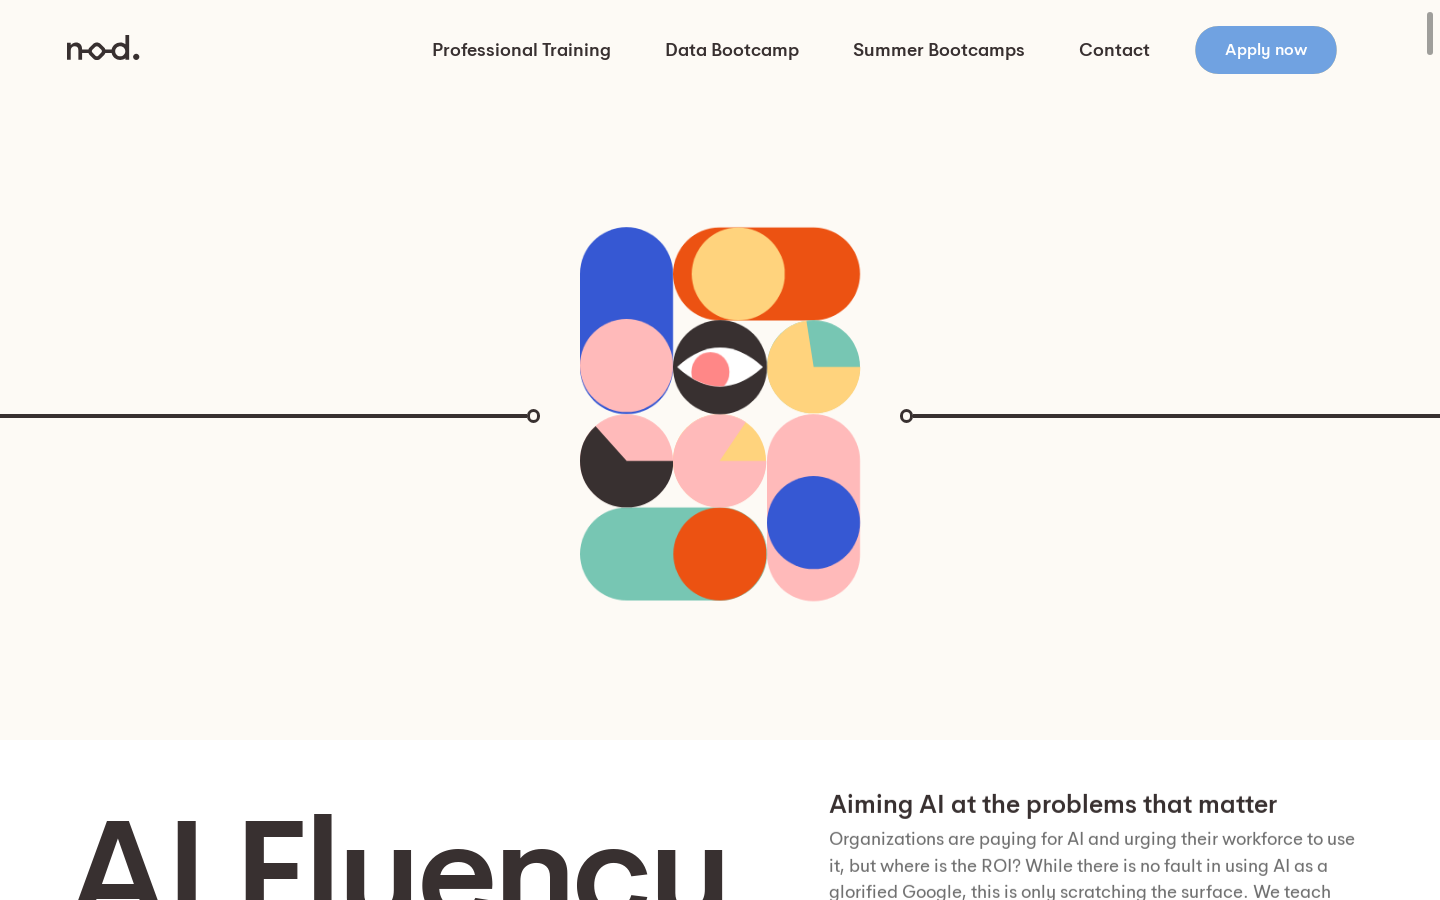 nod.
Professional Training
Data Bootcamp
Summer Bootcamps
Contact
Apply now
AI Fluency
Aiming AI at the problems that matter
Organizations are paying for AI and urging their workforce to use
it, but where is the ROI? While there is no fault in using AI as a
glorified Google, this is only scratching the surface. We teach